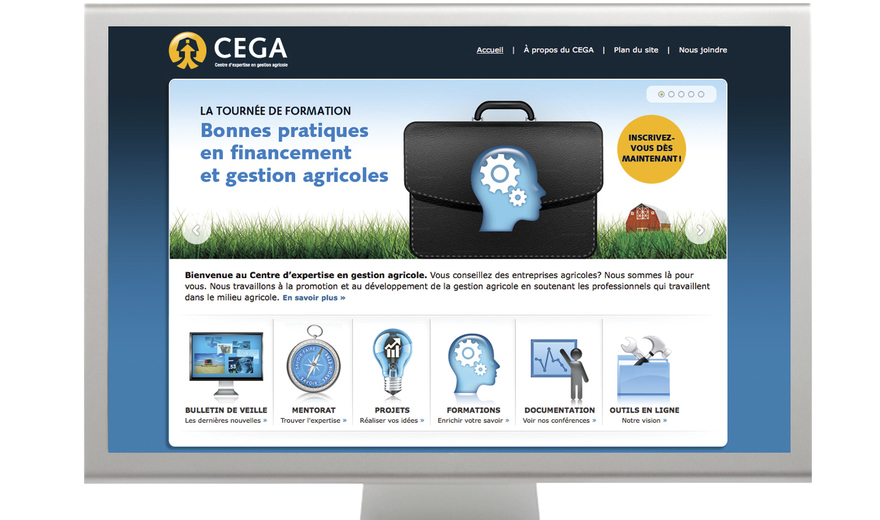 CEGA
Centre d'expertise en gestion agricole
Accueil | À propos du CEGA | Plan du site | Nous joindre
LA TOURNÉE DE FORMATION
Bonnes pratiques
en financement
et gestion agricoles
INSCRIVEZ-
VOUS DÈS
MAINTENANT!
Bienvenue au Centre d'expertise en gestion agricole. Vous conseillez des entreprises agricoles? Nous sommes là pour
vous. Nous travaillons à la promotion et au développement de la gestion agricole en soutenant les professionnels qui travaillent
dans le milieu agricole. En savoir plus »
BULLETIN DE VEILLE
Les dernières nouvelles »
MENTORAT
Trouver l'expertise »
PROJETS
Réaliser vos idées »
FORMATIONS
Enrichir votre savoir »
DOCUMENTATION
Voir nos conférences »
OUTILS EN LIGNE
Notre vision »